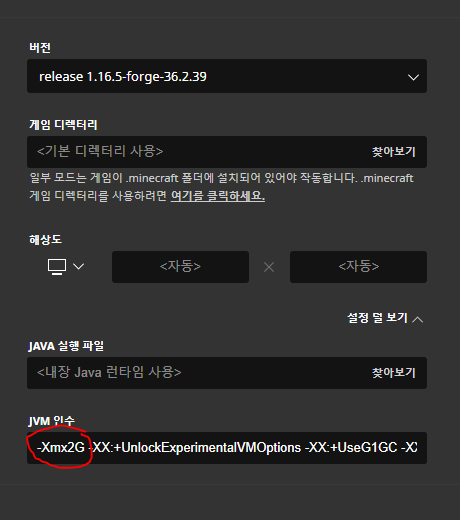 버전
release 1.16.5-forge-36.2.39
게임 디렉터리
<기본 디렉터리 사용> 찾아보기
일부 모드는 게임이 .minecraft 폴더에 설치되어 있어야 작동합니다. .minecraft
게임 디렉터리를 사용하려면 여기를 클릭하세요.
해상도
<자동> × <자동>
설정 덜 보기
JAVA 실행 파일
<내장 Java 런타임 사용> 찾아보기
JVM 인수
-Xmx2G -XX:+UnlockExperimentalVMOptions -XX:+UseG1GC -XX